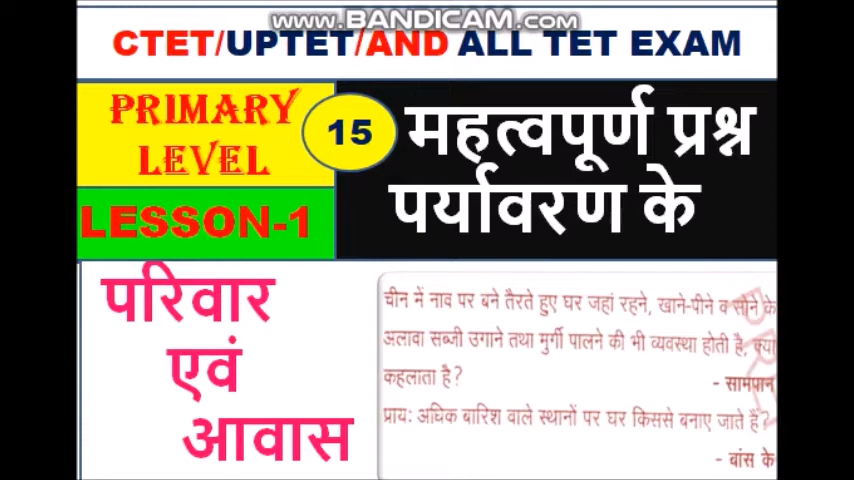 www.BANDICAM.com
CTET/UPTET/AND ALL TET EXAM
PRIMARY
LEVEL
LESSON-1
15
महत्वपूर्ण प्रश्न
पर्यावरण के
परिवार
एवं
आवास
चीन में नाव पर बने तैरते हुए घर जहां रहने, खाने-पीने व सोने के
अलावा सब्जी उगाने तथा मुर्गी पालने की भी व्यवस्था होती है, क्या
कहलाता है?
- सामपान
प्राय: अधिक बारिश वाले स्थानों पर घर किससे बनाए जाते हैं?
- बांस के